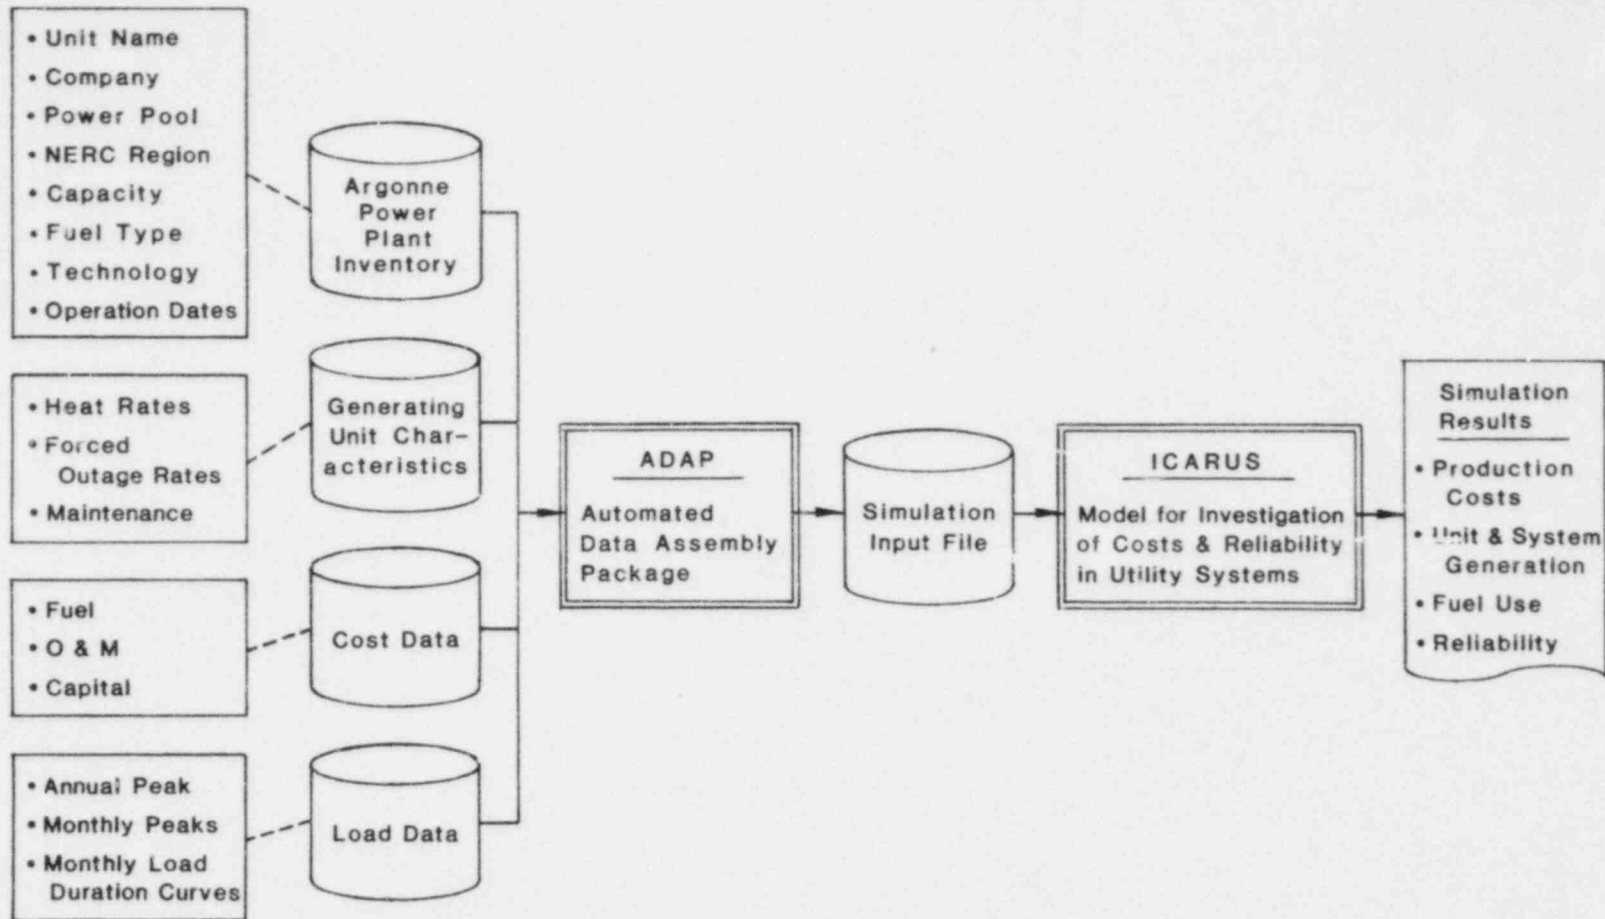 • Unit Name
• Company
• Power Pool
• NERC Region
• Capacity
• Fuel Type
• Technology
• Operation Dates
Argonne
Power
Plant
Inventory
• Heat Rates
• Forced
Outage Rates
• Maintenance
Generating
Unit Char-
acteristics
• Fuel
• O & M
• Capital
Cost Data
• Annual Peak
• Monthly Peaks
• Monthly Load
Duration Curves
Load Data
ADAP
Automated
Data Assembly
Package
Simulation
Input File
ICARUS
Model for Investigation
of Costs & Reliability
in Utility Systems
Simulation
Results
• Production
Costs
• Unit & System
Generation
• Fuel Use
• Reliability